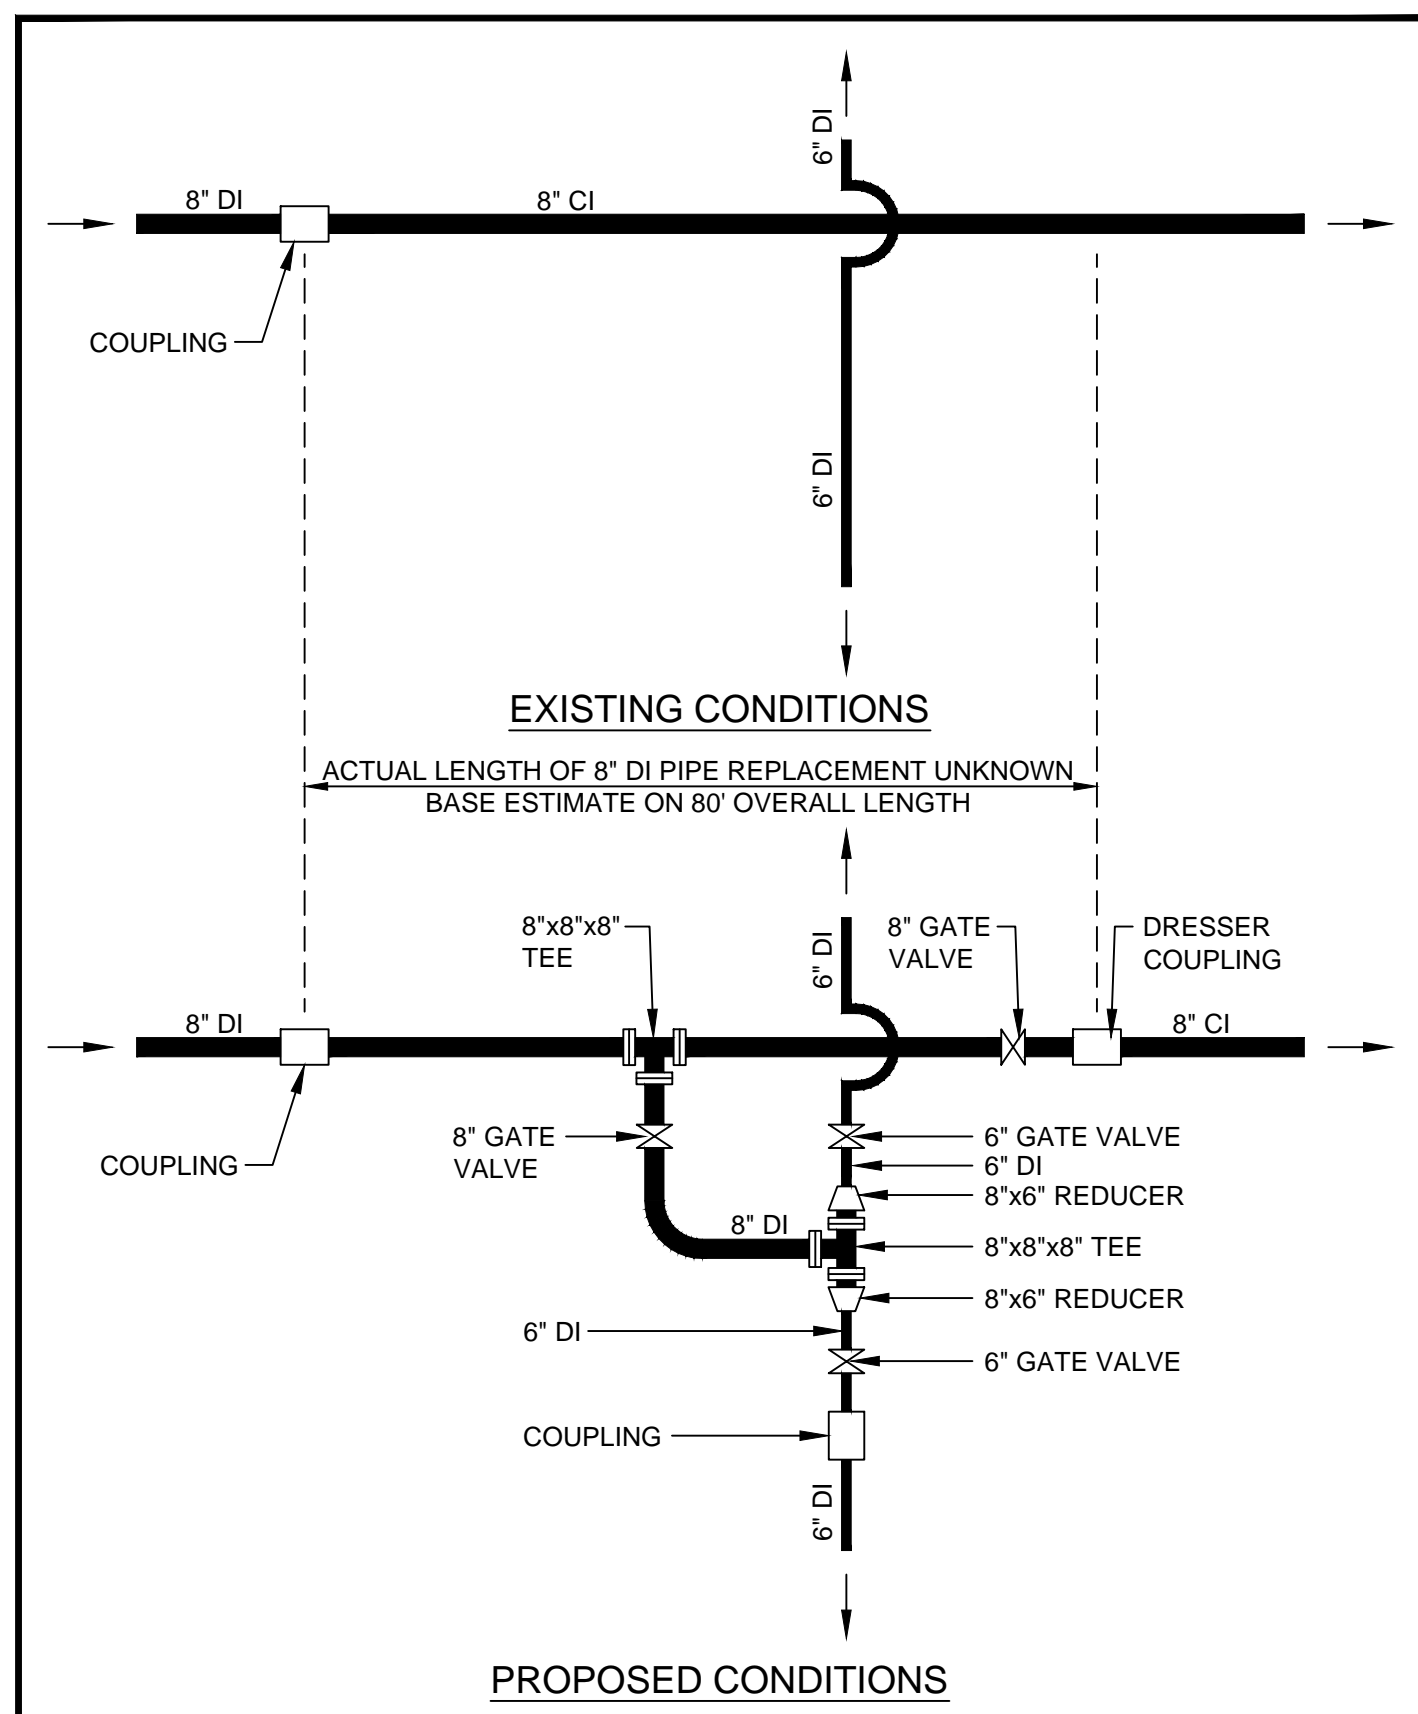 6" DI
8" DI
8" CI
COUPLING
6" DI
EXISTING CONDITIONS
ACTUAL LENGTH OF 8" DI PIPE REPLACEMENT UNKNOWN
BASE ESTIMATE ON 80' OVERALL LENGTH
8"x8"x8"
TEE
6" DI
8" GATE
VALVE
DRESSER
COUPLING
8" DI
8" CI
COUPLING
8" GATE
VALVE
6" GATE VALVE
6" DI
8"x6" REDUCER
8" DI
8"x8"x8" TEE
8"x6" REDUCER
6" DI
6" GATE VALVE
COUPLING
6" DI
PROPOSED CONDITIONS